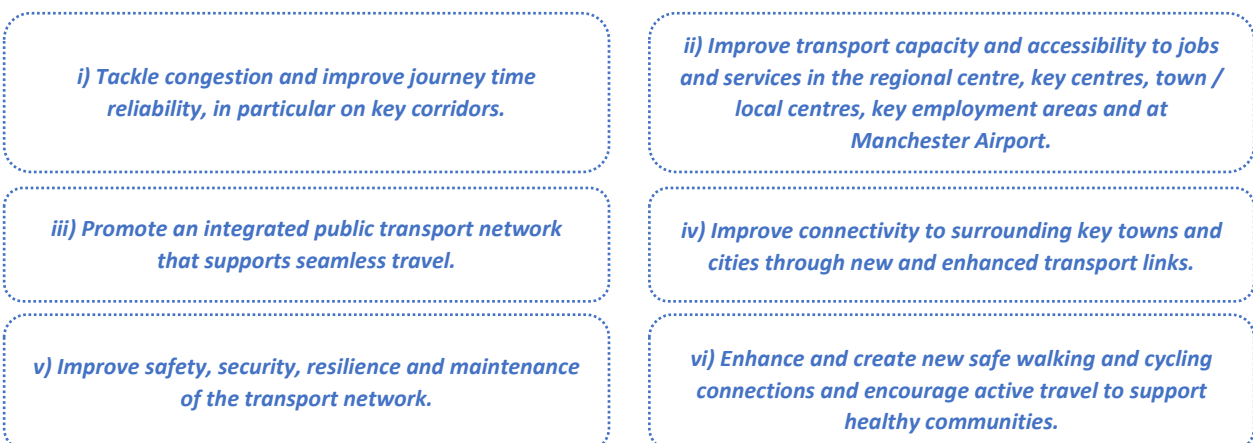 i) Tackle congestion and improve journey time
reliability, in particular on key corridors.
ii) Improve transport capacity and accessibility to jobs
and services in the regional centre, key centres, town /
local centres, key employment areas and at
Manchester Airport.
iii) Promote an integrated public transport network
that supports seamless travel.
iv) Improve connectivity to surrounding key towns and
cities through new and enhanced transport links.
v) Improve safety, security, resilience and maintenance
of the transport network.
vi) Enhance and create new safe walking and cycling
connections and encourage active travel to support
healthy communities.